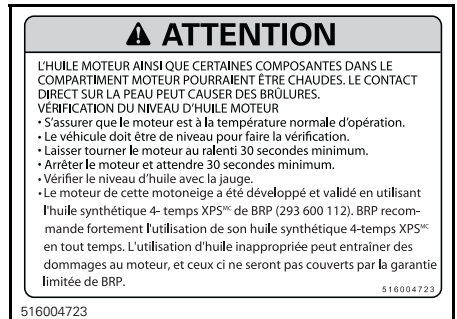 ATTENTION
L'HUILE MOTEUR AINSI QUE CERTAINES COMPOSANTES DANS LE
COMPARTIMENT MOTEUR POURRAIENT ÊTRE CHAUDES. LE CONTACT
DIRECT SUR LA PEAU PEUT CAUSER DES BRÛLURES.
VÉRIFICATION DU NIVEAU D'HUILE MOTEUR
• S'assurer que le moteur est à la température normale d'opération.
• Le véhicule doit être de niveau pour faire la vérification.
• Laisser tourner le moteur au ralenti 30 secondes minimum.
• Arrêter le moteur et attendre 30 secondes minimum.
• Vérifier le niveau d'huile avec la jauge.
• Le moteur de cette motoneige a été développé et validé en utilisant
l'huile synthétique 4- temps XPSMC de BRP (293 600 112). BRP recom-
mande fortement l'utilisation de son huile synthétique 4-temps XPSMC
en tout temps. L'utilisation d'huile inappropriée peut entraîner des
dommages au moteur, et ceux ci ne seront pas couverts par la garantie
limitée de BRP.
516004723
516004723